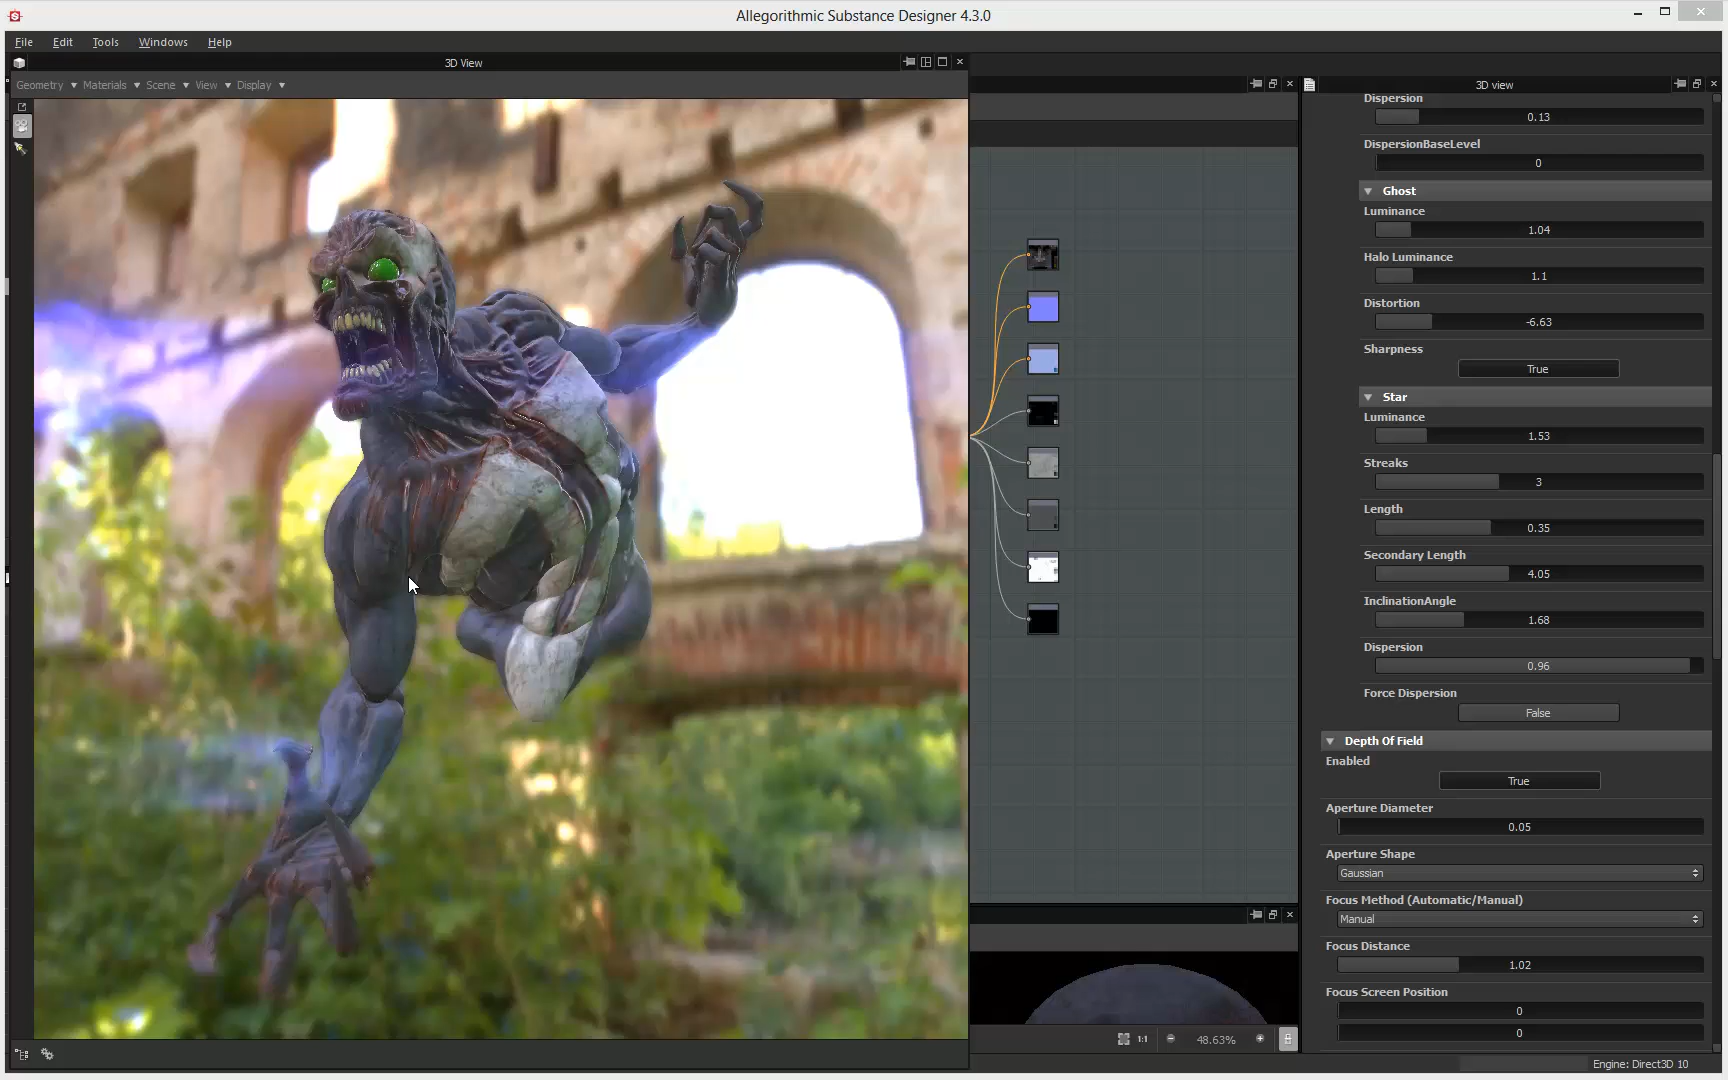 Allegorithmic Substance Designer 4.3.0
File Edit Tools Windows Help
3D View
Geometry Materials Scene View Display
3D view
Dispersion
0.13
DispersionBaseLevel
0
Ghost
Luminance
1.04
Halo Luminance
1.1
Distortion
-6.63
Sharpness
True
Star
Luminance
1.53
Streaks
3
Length
0.35
Secondary Length
4.05
InclinationAngle
1.68
Dispersion
0.96
Force Dispersion
False
Depth Of Field
Enabled
True
Aperture Diameter
0.05
Aperture Shape
Gaussian
Focus Method (Automatic/Manual)
Manual
Focus Distance
1.02
Focus Screen Position
0
0
1:1 48.63%
Engine: Direct3D 10